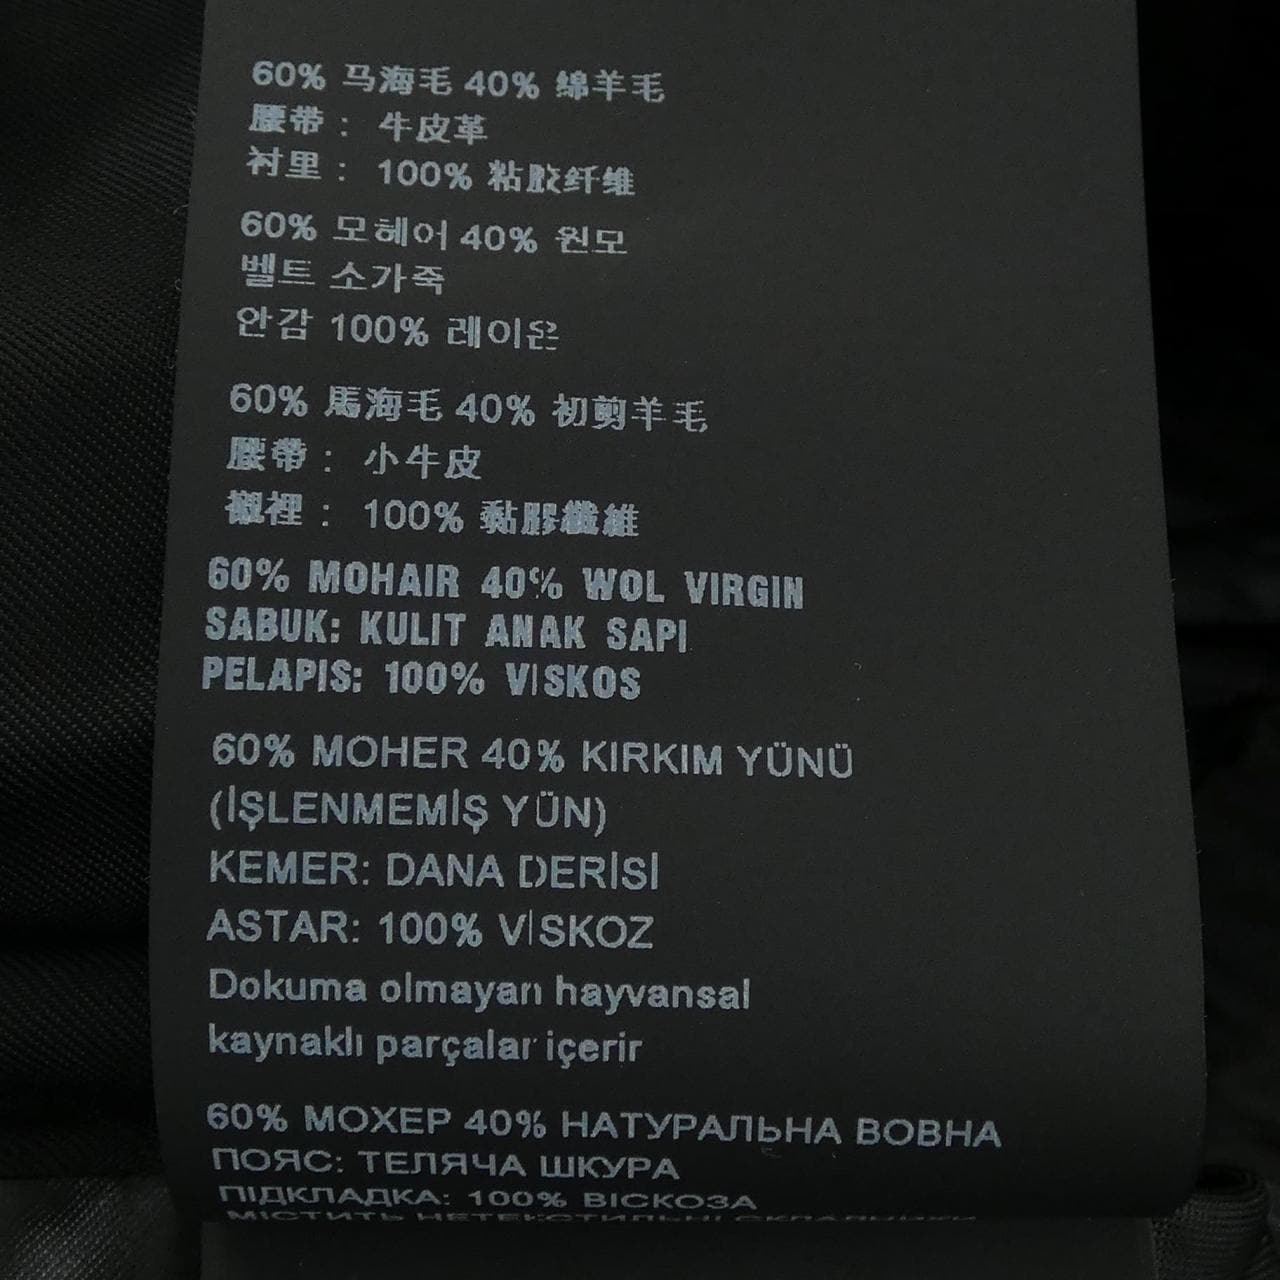 60% 马海毛 40% 绵羊毛
腰带： 牛皮革
衬里： 100% 粘胶纤维
60% 모헤어 40% 원모
벨트 소가죽
안감 100% 레이온
60% 馬海毛 40% 初剪羊毛
腰帶： 小牛皮
襯裡： 100% 黏膠纖維
60% MOHAIR 40% WOL VIRGIN
SABUK: KULIT ANAK SAPI
PELAPIS: 100% VISKOS
60% MOHER 40% KIRKIM YÜNÜ
(İŞLENMEMİŞ YÜN)
KEMER: DANA DERİSİ
ASTAR: 100% VİSKOZ
Dokuma olmayan hayvansal
kaynaklı parçalar içerir
60% МОХЕР 40% НАТУРАЛЬНА ВОВНА
ПОЯС: ТЕЛЯЧА ШКУРА
ПІДКЛАДКА: 100% ВІСКОЗА
МІСТИТЬ НЕТЕКСТИЛЬНІ